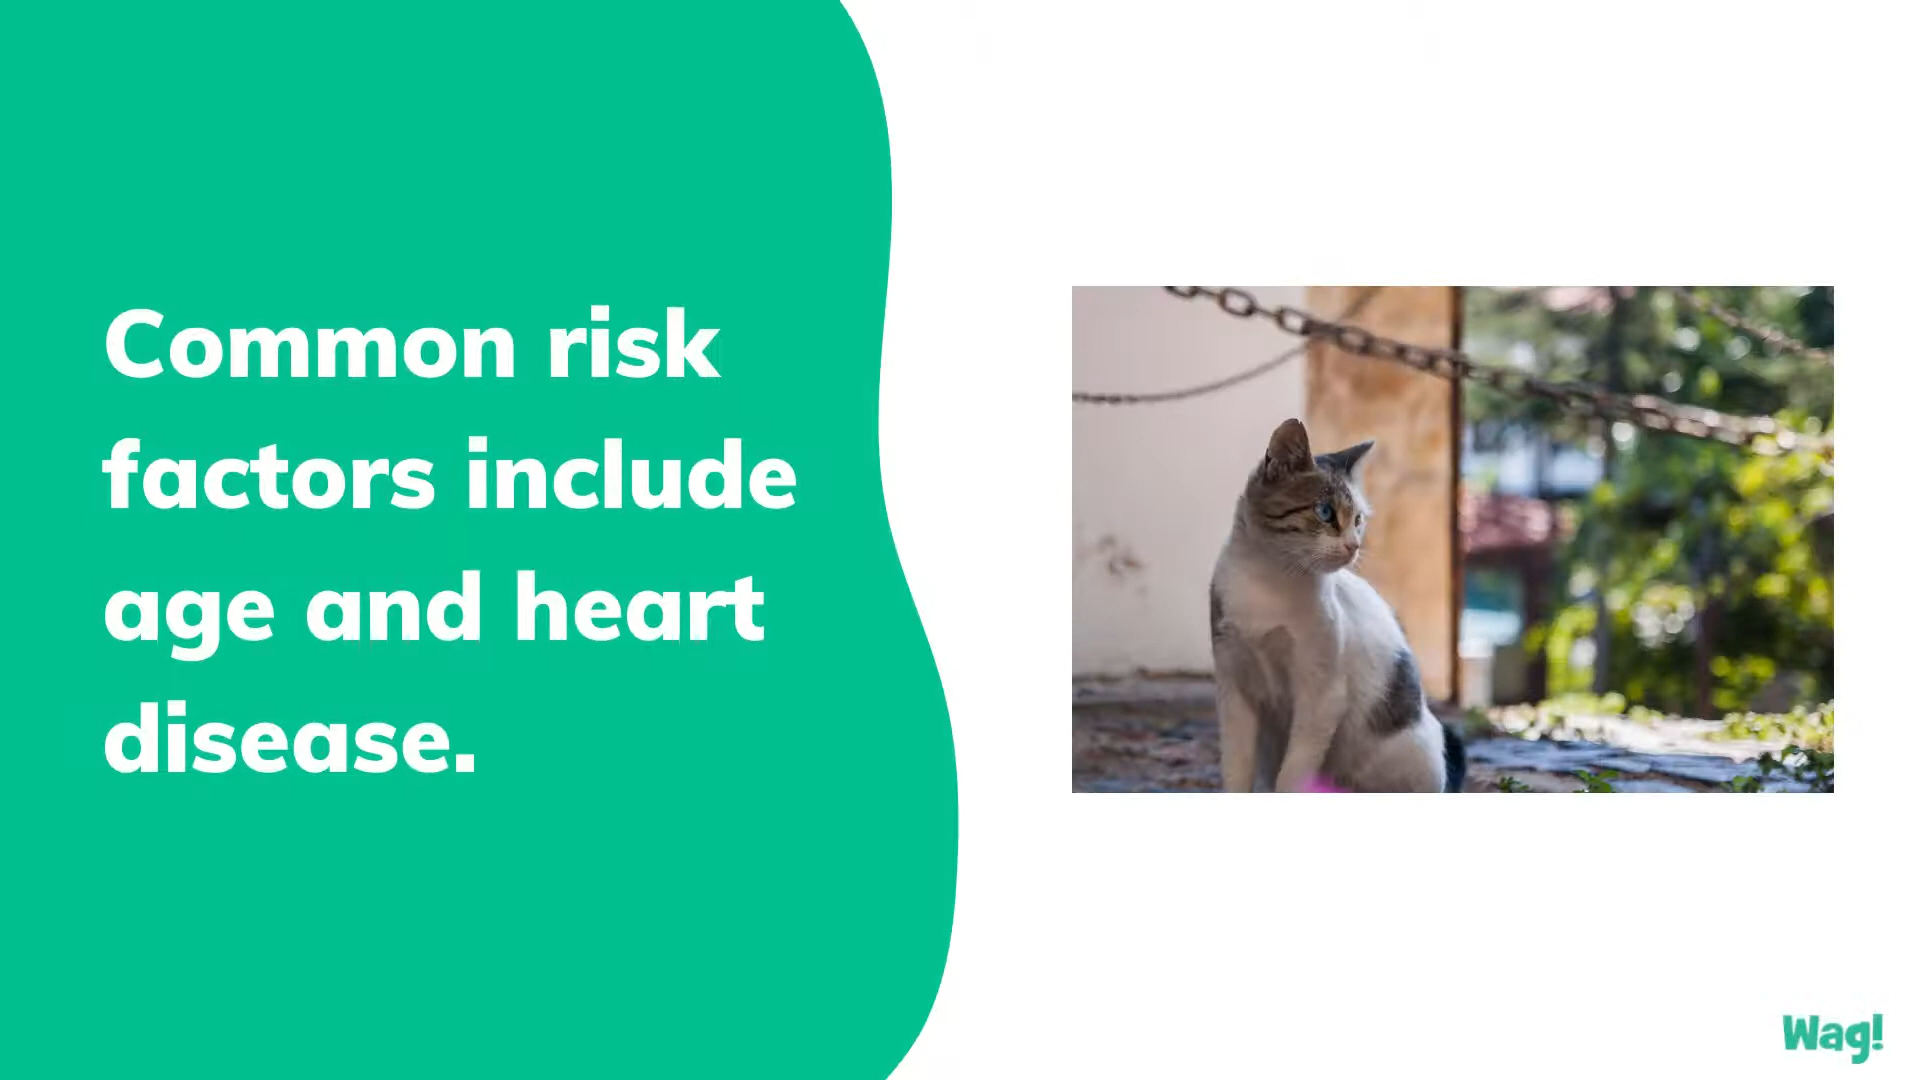 Common risk
factors include
age and heart
disease.
Wag!